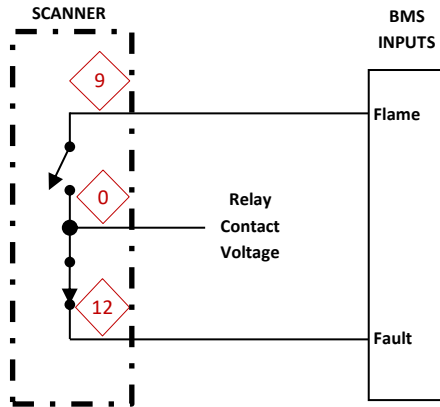 SCANNER
BMS
INPUTS
9
Flame
0
Relay
Contact
Voltage
12
Fault